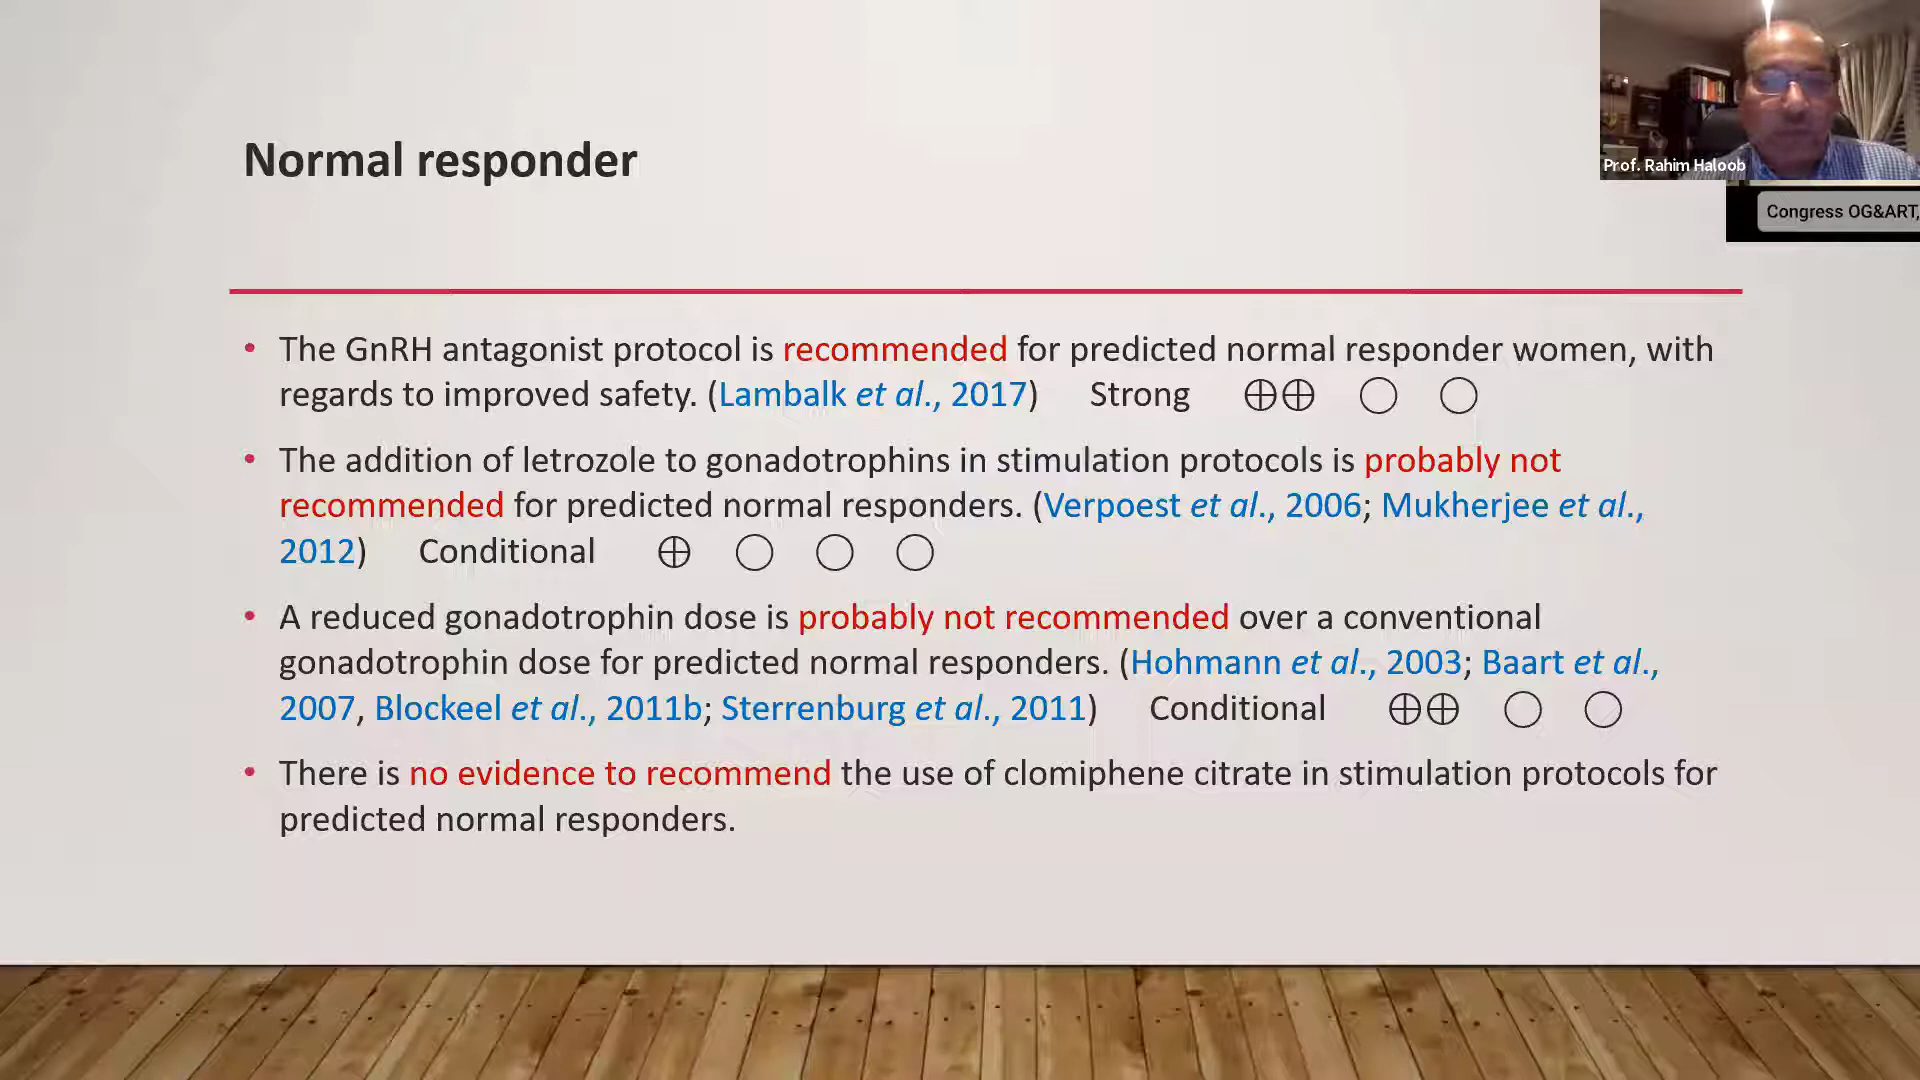 Normal responder
Prof. Rahim Haloob
Congress OG&ART,
• The GnRH antagonist protocol is recommended for predicted normal responder women, with
regards to improved safety. (Lambalk et al., 2017) Strong ⊕⊕ ○ ○
• The addition of letrozole to gonadotrophins in stimulation protocols is probably not
recommended for predicted normal responders. (Verpoest et al., 2006; Mukherjee et al.,
2012) Conditional ⊕ ○ ○ ○
• A reduced gonadotrophin dose is probably not recommended over a conventional
gonadotrophin dose for predicted normal responders. (Hohmann et al., 2003; Baart et al.,
2007, Blockeel et al., 2011b; Sterrenburg et al., 2011) Conditional ⊕⊕ ○ ○
• There is no evidence to recommend the use of clomiphene citrate in stimulation protocols for
predicted normal responders.